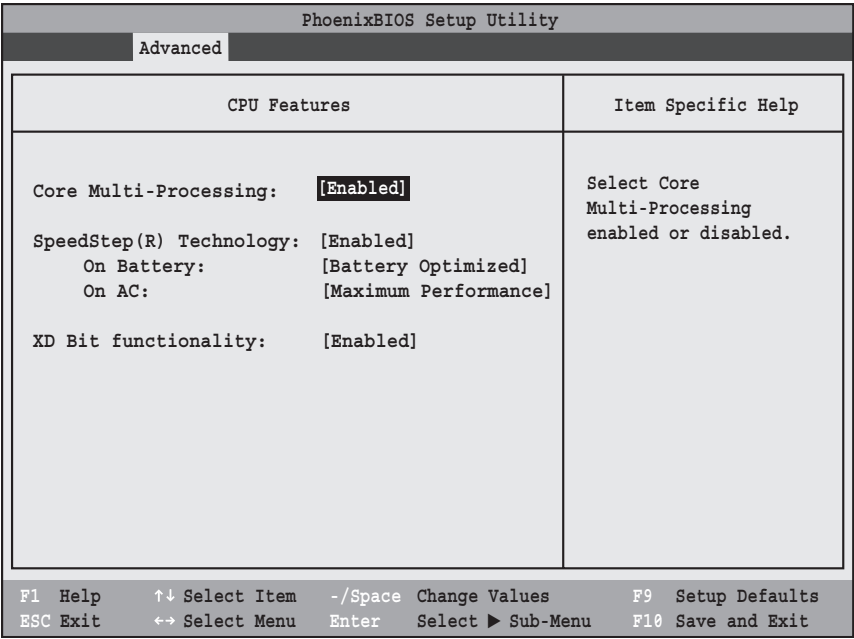 PhoenixBIOS Setup Utility
Advanced
CPU Features
Core Multi-Processing: [Enabled]
SpeedStep(R) Technology: [Enabled]
On Battery: [Battery Optimized]
On AC: [Maximum Performance]
XD Bit functionality: [Enabled]
Item Specific Help
Select Core
Multi-Processing
enabled or disabled.
F1 Help ↑↓ Select Item -/Space Change Values F9 Setup Defaults
ESC Exit ←→ Select Menu Enter Select ▶ Sub-Menu F10 Save and Exit